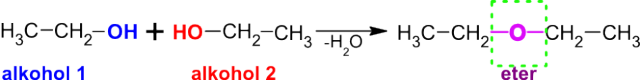 H₃C–CH₂–OH + HO–CH₂–CH₃ -H₂O H₃C–CH₂–O–CH₂–CH₃
alkohol 1 alkohol 2 eter